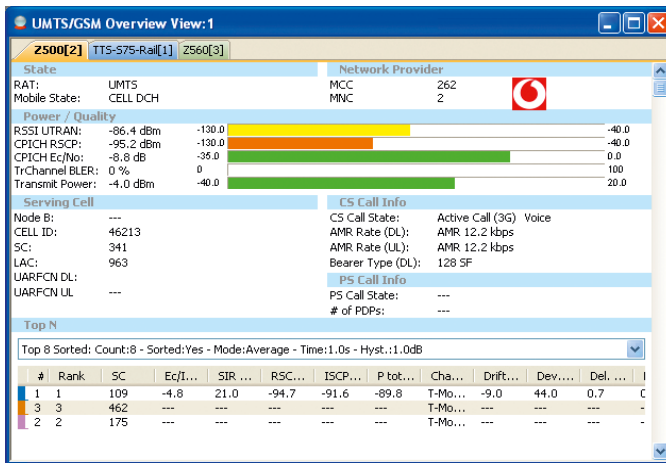 UMTS/GSM Overview View:1
Z500[2] TTS-S75-Rail[1] Z560[3]
State Network Provider
RAT: UMTS MCC 262
Mobile State: CELL DCH MNC 2
Power / Quality
RSSI UTRAN: -86.4 dBm -130.0 -40.0
CPICH RSCP: -95.2 dBm -130.0 -40.0
CPICH Ec/No: -8.8 dB -35.0 0.0
TrChannel BLER: 0 % 0 100
Transmit Power: -4.0 dBm -40.0 20.0
Serving Cell CS Call Info
Node B: --- CS Call State: Active Call (3G) Voice
CELL ID: 46213 AMR Rate (DL): AMR 12.2 kbps
SC: 341 AMR Rate (UL): AMR 12.2 kbps
LAC: 963 Bearer Type (DL): 128 SF
UARFCN DL: PS Call Info
UARFCN UL --- PS Call State: ---
# of PDPs: ---
Top N
Top 8 Sorted: Count:8 - Sorted:Yes - Mode:Average - Time:1.0s - Hyst.:1.0dB
# Rank SC Ec/I... SIR ... RSC... ISCP... P tot... Cha... Drift... Dev.... Del. ...
1 1 109 -4.8 21.0 -94.7 -91.6 -89.8 T-Mo... -9.0 44.0 0.7
3 3 462 --- --- --- --- --- T-Mo... --- --- ---
2 2 175 --- --- --- --- --- T-Mo... --- --- ---